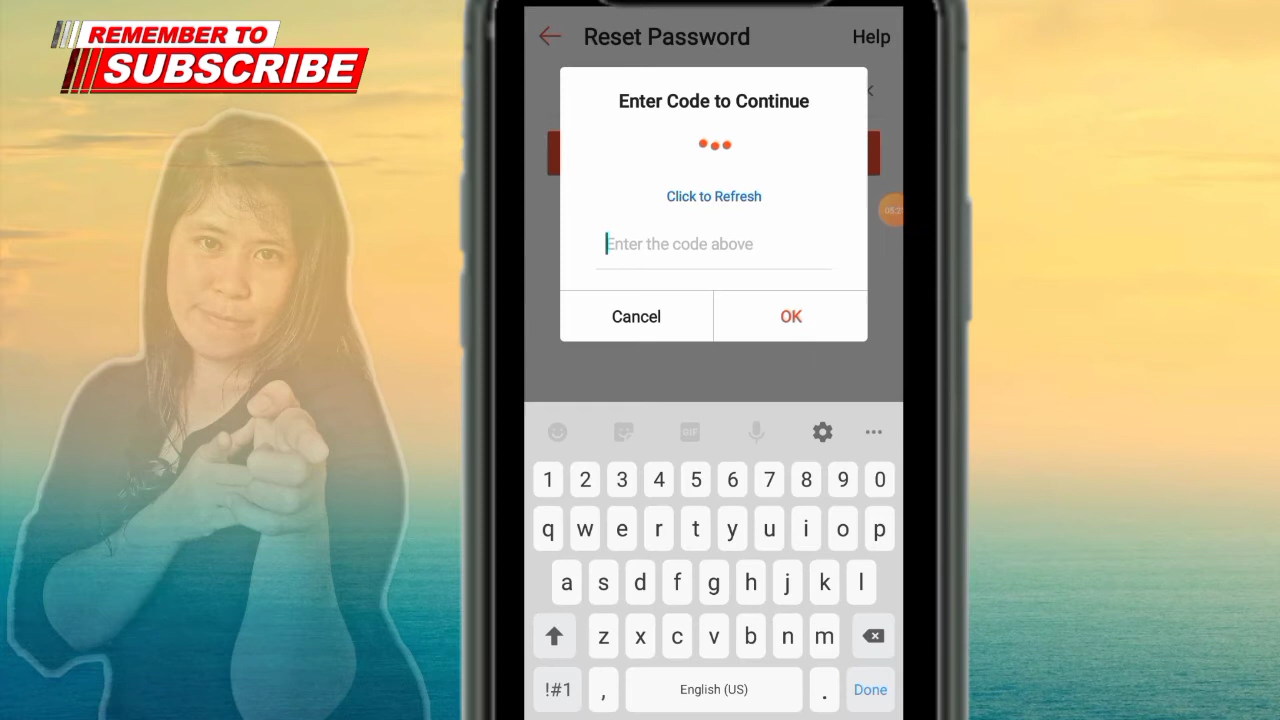 REMEMBER TO
SUBSCRIBE
Reset Password
Help
Enter Code to Continue
Click to Refresh
Enter the code above
Cancel
OK
GIF
1 2 3 4 5 6 7 8 9 0
q w e r t y u i o p
a s d f g h j k l
z x c v b n m
!#1 , English (US) . Done